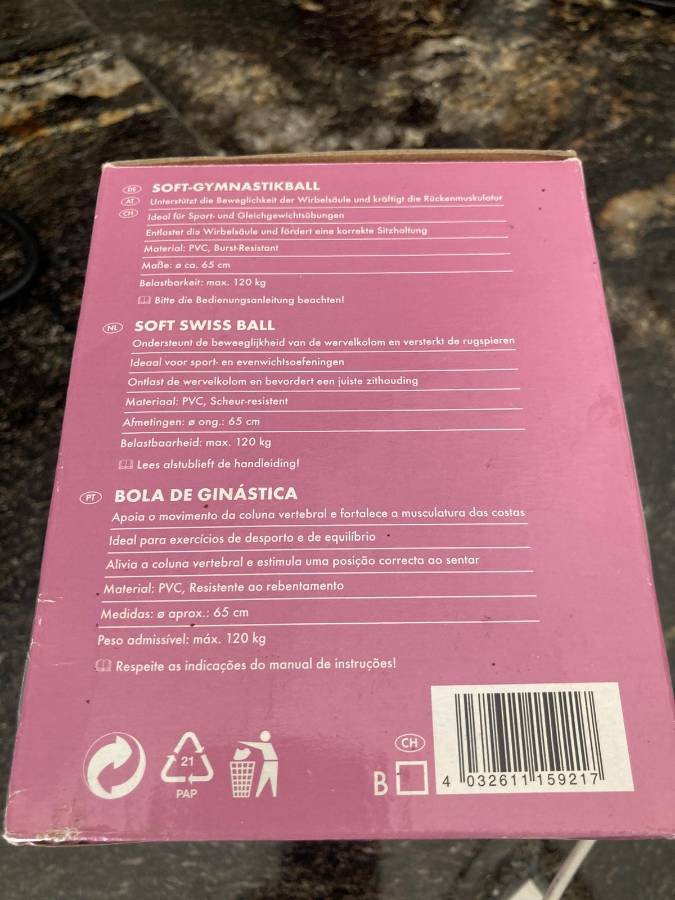 DE SOFT-GYMNASTIKBALL
AT Unterstützt die Beweglichkeit der Wirbelsäule und kräftigt die Rückenmuskulatur
CH Ideal für Sport- und Gleichgewichtsübungen
Entlastet die Wirbelsäule und fördert eine korrekte Sitzhaltung
Material: PVC, Burst-Resistant
Maße: ø ca. 65 cm
Belastbarkeit: max. 120 kg
Bitte die Bedienungsanleitung beachten!
NL SOFT SWISS BALL
Ondersteunt de beweeglijkheid van de wervelkolom en versterkt de rugspieren
Ideaal voor sport- en evenwichtsoefeningen
Ontlast de wervelkolom en bevordert een juiste zithouding
Materiaal: PVC, Scheur-resistent
Afmetingen: ø ong.: 65 cm
Belastbaarheid: max. 120 kg
Lees alstublieft de handleiding!
PT BOLA DE GINÁSTICA
Apoia o movimento da coluna vertebral e fortalece a musculatura das costas
Ideal para exercícios de desporto e de equilíbrio
Alivia a coluna vertebral e estimula uma posição correcta ao sentar
Material: PVC, Resistente ao rebentamento
Medidas: ø aprox.: 65 cm
Peso admissível: máx. 120 kg
Respeite as indicações do manual de instruções!
21
PAP
CH
B
4 032611 159217